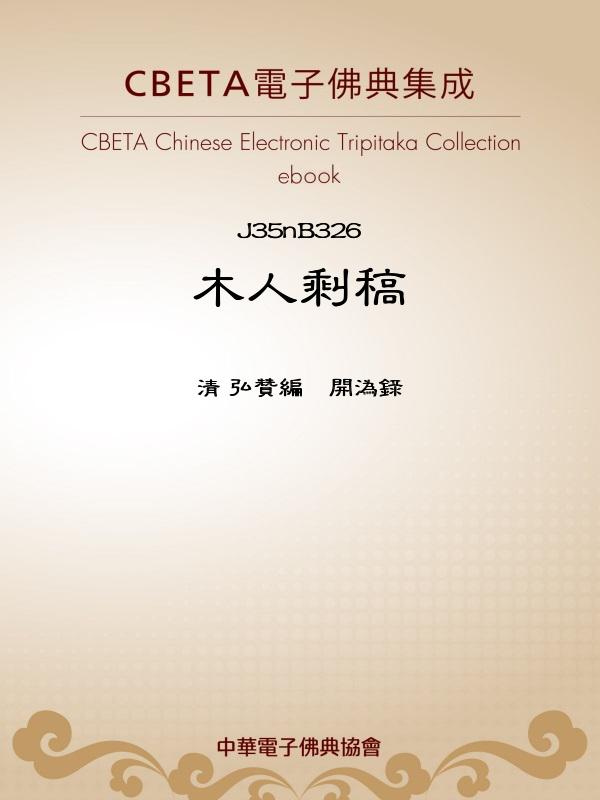 CBETA電子佛典集成
CBETA Chinese Electronic Tripitaka Collection
ebook
J35nB326
木人剩稿
清 弘贊編　開溈錄
中華電子佛典協會